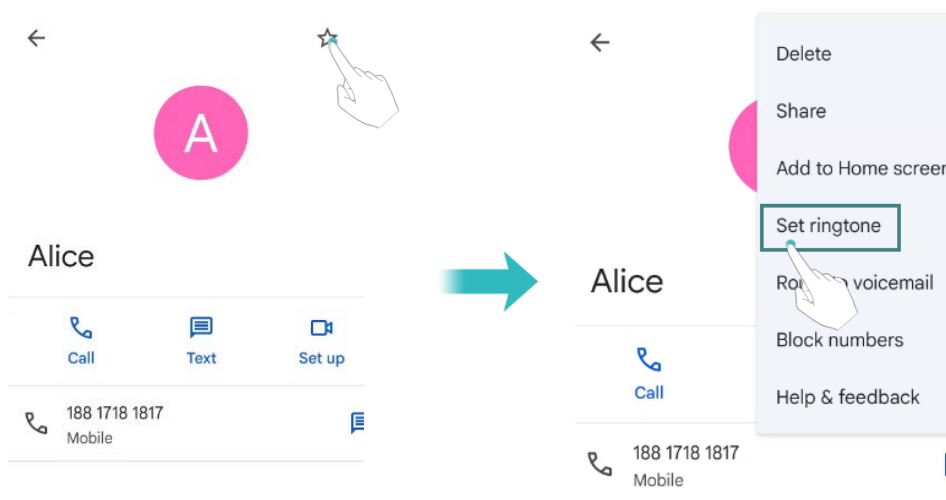 A
Alice
Call
Text
Set up
188 1718 1817
Mobile
Delete
Share
Add to Home screen
Set ringtone
voicemail
Block numbers
Help & feedback
Alice
Call
188 1718 1817
Mobile